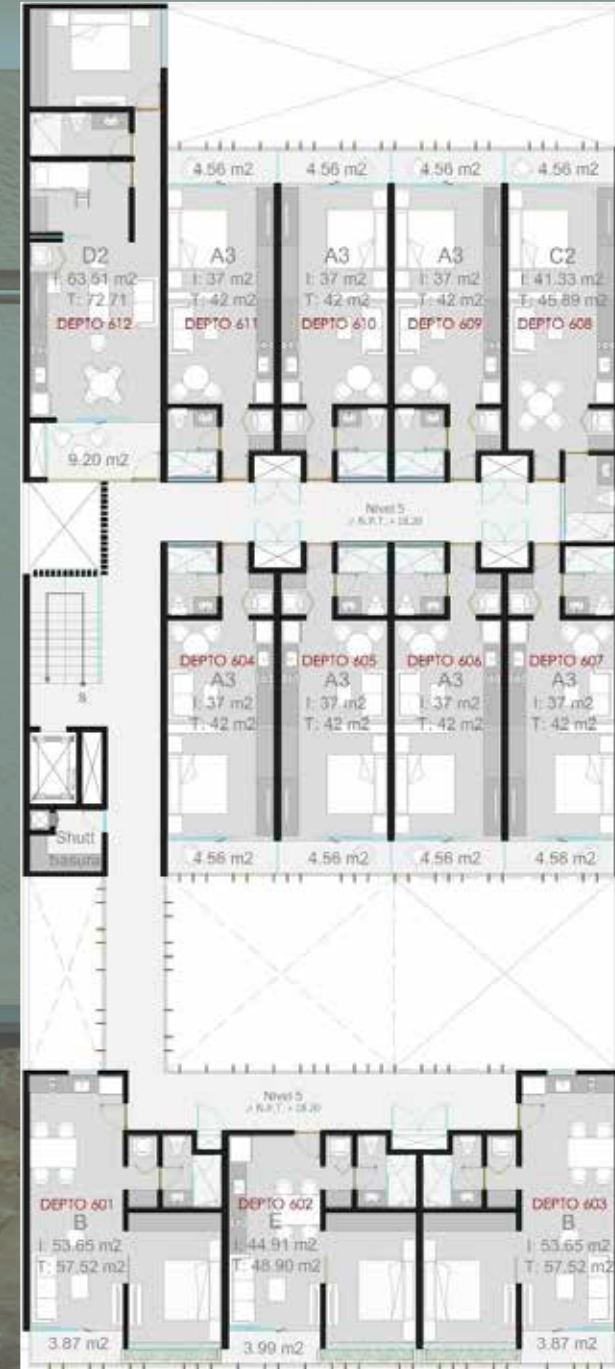 4.56 m2
4.56 m2
4.56 m2
4.56 m2
D2
I: 63.51 m2
T: 72.71
DEPTO 612
A3
I: 37 m2
T: 42 m2
DEPTO 611
A3
I: 37 m2
T: 42 m2
DEPTO 610
A3
I: 37 m2
T: 42 m2
DEPTO 609
C2
I: 41.33 m2
T: 45.89 m2
DEPTO 608
9.20 m2
Nivel 5
N.P.T. + 18.20
S
DEPTO 604
A3
I: 37 m2
T: 42 m2
DEPTO 605
A3
I: 37 m2
T: 42 m2
DEPTO 606
A3
I: 37 m2
T: 42 m2
DEPTO 607
A3
I: 37 m2
T: 42 m2
Shutt
basura
4.56 m2
4.56 m2
4.56 m2
4.56 m2
Nivel 5
N.P.T. + 18.20
DEPTO 601
B
I: 53.65 m2
T: 57.52 m2
DEPTO 602
E
I: 44.91 m2
T: 48.90 m2
DEPTO 603
B
I: 53.65 m2
T: 57.52 m2
3.87 m2
3.99 m2
3.87 m2